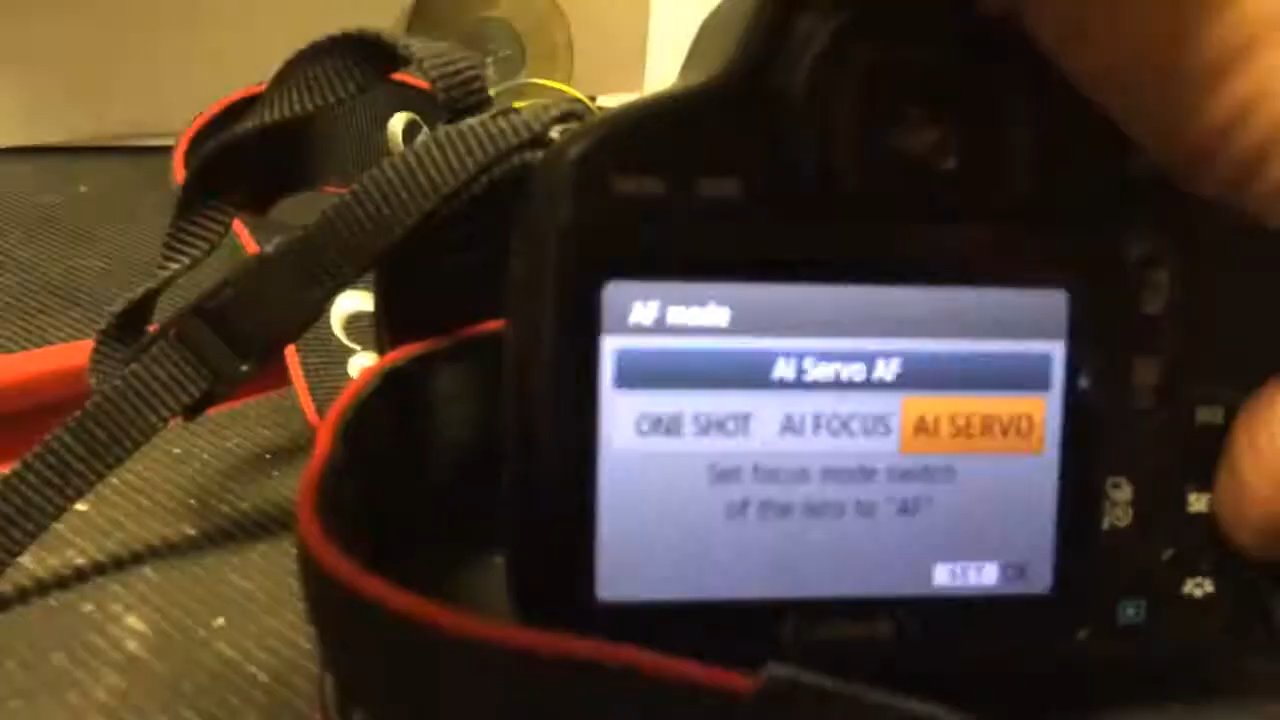 AF mode
AI Servo AF
ONE SHOT AI FOCUS AI SERVO
Set focus mode switch
of the lens to "AF"
SET OK